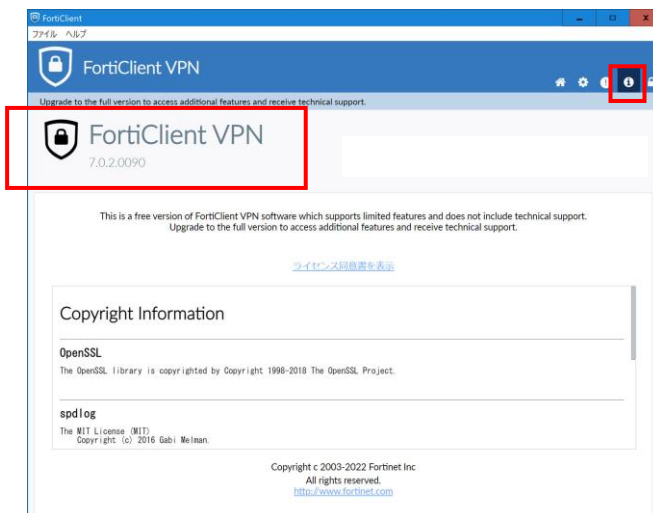 FortiClient
ファイル ヘルプ
FortiClient VPN
Upgrade to the full version to access additional features and receive technical support.
FortiClient VPN
7.0.2.0090
This is a free version of FortiClient VPN software which supports limited features and does not include technical support.
Upgrade to the full version to access additional features and receive technical support.
ライセンス同意書を表示
Copyright Information
OpenSSL
The OpenSSL library is copyrighted by Copyright 1998-2018 The OpenSSL Project.
spdlog
The MIT License (MIT)
Copyright (c) 2016 Gabi Melman.
Copyright c 2003-2022 Fortinet Inc
All rights reserved.
http://www.fortinet.com